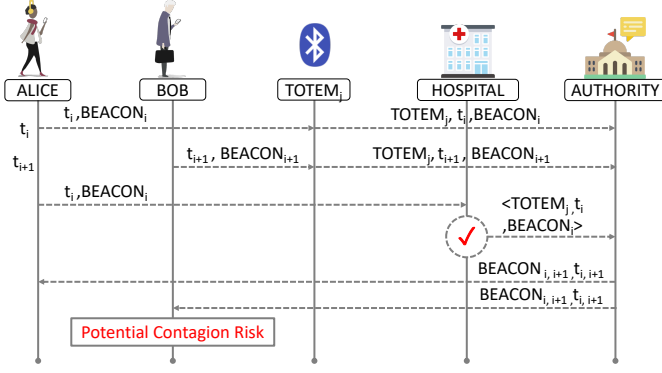 ALICE BOB TOTEMⱼ HOSPITAL AUTHORITY
tᵢ tᵢ,BEACONᵢ TOTEMⱼ, tᵢ,BEACONᵢ
tᵢ₊₁ tᵢ₊₁, BEACONᵢ₊₁ TOTEMⱼ, tᵢ₊₁, BEACONᵢ₊₁
tᵢ,BEACONᵢ
<TOTEMⱼ,tᵢ
✓ ,BEACONᵢ>
BEACONᵢ,ᵢ₊₁,tᵢ,ᵢ₊₁
BEACONᵢ,ᵢ₊₁,tᵢ,ᵢ₊₁
Potential Contagion Risk